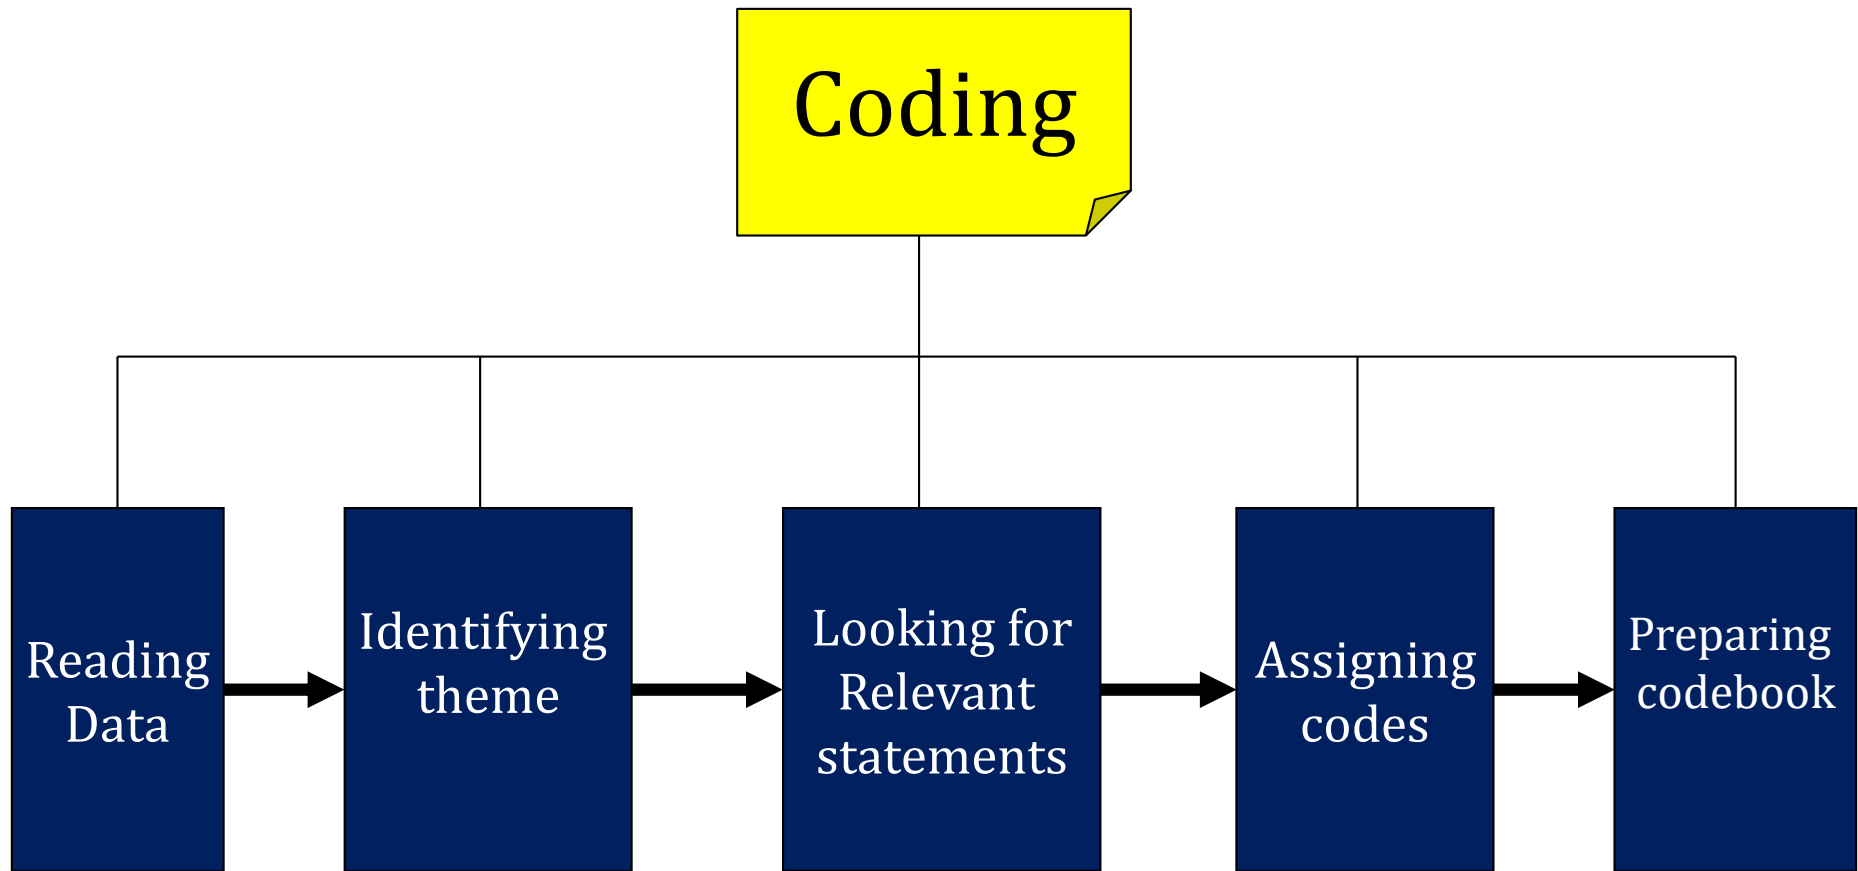 Coding
Reading
Data
Identifying
theme
Looking for
Relevant
statements
Assigning
codes
Preparing
codebook